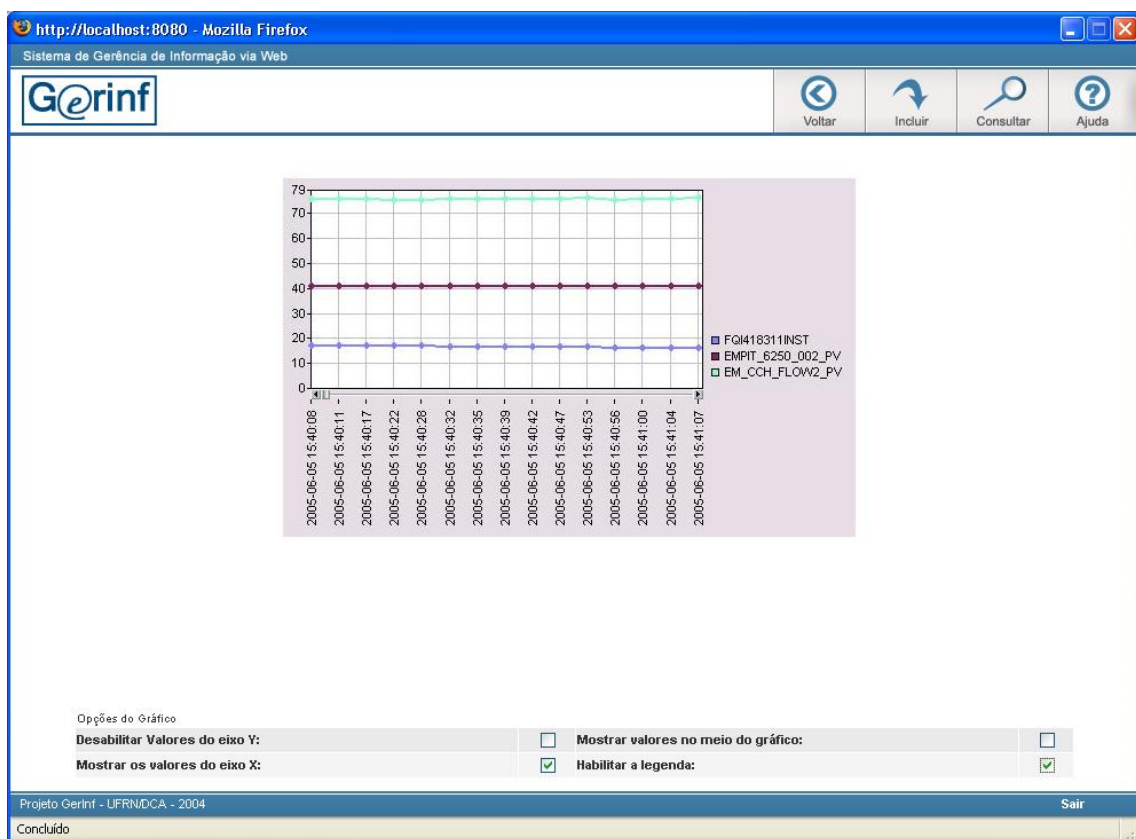 http://localhost:8080 - Mozilla Firefox
Sistema de Gerência de Informação via Web
Gerinf
Voltar
Incluir
Consultar
Ajuda
79
70
60
50
40
30
20
10
0
FQI418311INST
EMPIT_6250_002_PV
EM_CCH_FLOW2_PV
2005-06-05 15:40:08
2005-06-05 15:40:11
2005-06-05 15:40:17
2005-06-05 15:40:22
2005-06-05 15:40:28
2005-06-05 15:40:32
2005-06-05 15:40:35
2005-06-05 15:40:39
2005-06-05 15:40:42
2005-06-05 15:40:47
2005-06-05 15:40:53
2005-06-05 15:40:56
2005-06-05 15:41:00
2005-06-05 15:41:04
2005-06-05 15:41:07
Opções do Gráfico
Desabilitar Valores do eixo Y:
Mostrar valores no meio do gráfico:
Mostrar os valores do eixo X:
Habilitar a legenda:
Projeto GerInf - UFRN/DCA - 2004
Sair
Concluído